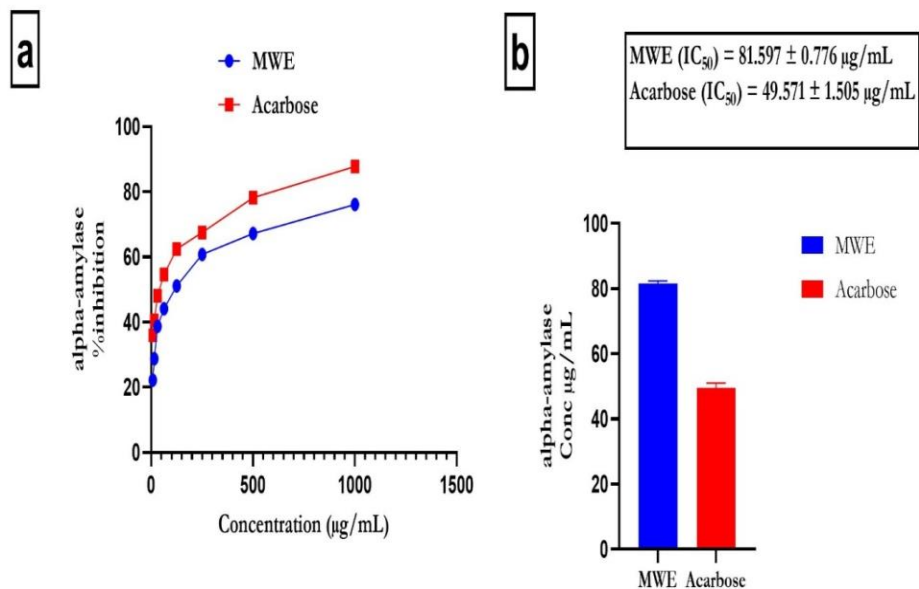 a
MWE
Acarbose
100
80
60
40
20
0
alpha-amylase
%inhibition
0 500 1000 1500
Concentration (µg/mL)
b
MWE (IC50) = 81.597 ± 0.776 µg/mL
Acarbose (IC50) = 49.571 ± 1.505 µg/mL
100
80
60
40
20
0
alpha-amylase
Conc µg/mL
MWE
Acarbose
MWE Acarbose